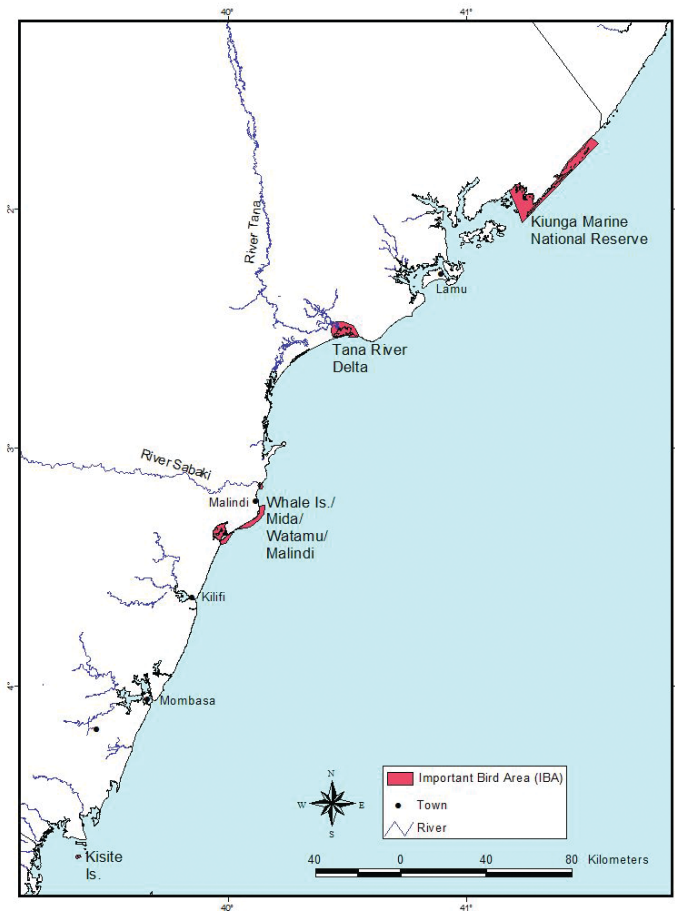 40°
41°
River Tana
2°
Kiunga Marine
National Reserve
Lamu
Tana River
Delta
3°
River Sabaki
Malindi
Whale Is./
Mida/
Watamu/
Malindi
Kilifi
4°
Mombasa
N
W
E
S
Important Bird Area (IBA)
Town
River
Kisite
Is.
40
0
40
80
Kilometers
40°
41°